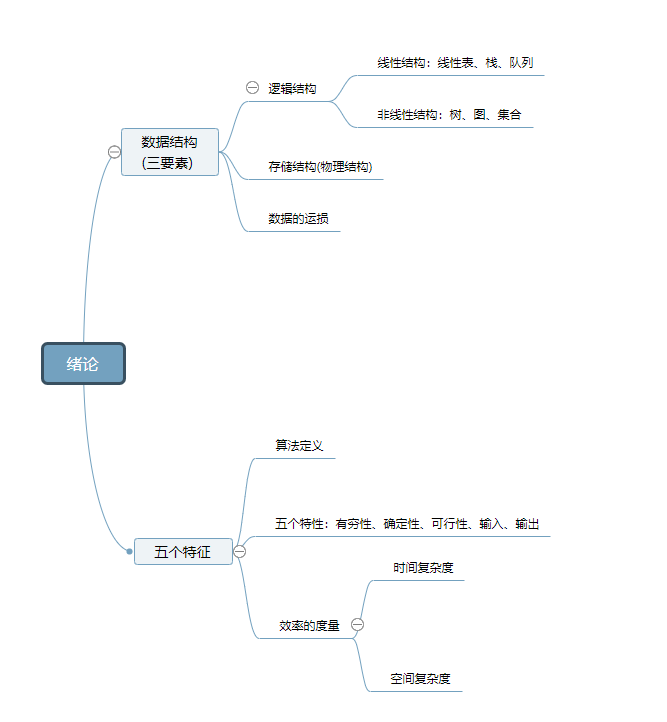 线性结构：线性表、栈、队列
逻辑结构
非线性结构：树、图、集合
数据结构
(三要素)
存储结构(物理结构)
数据的运损
绪论
算法定义
五个特性：有穷性、确定性、可行性、输入、输出
五个特征
时间复杂度
效率的度量
空间复杂度